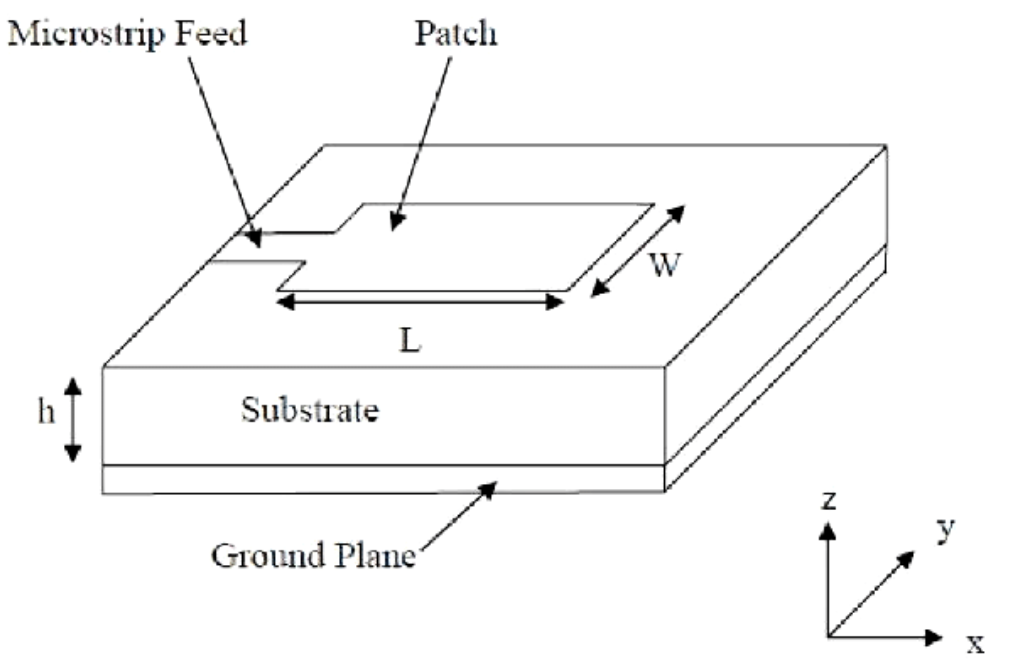 Microstrip Feed
Patch
W
L
h
Substrate
Ground Plane
z
y
x